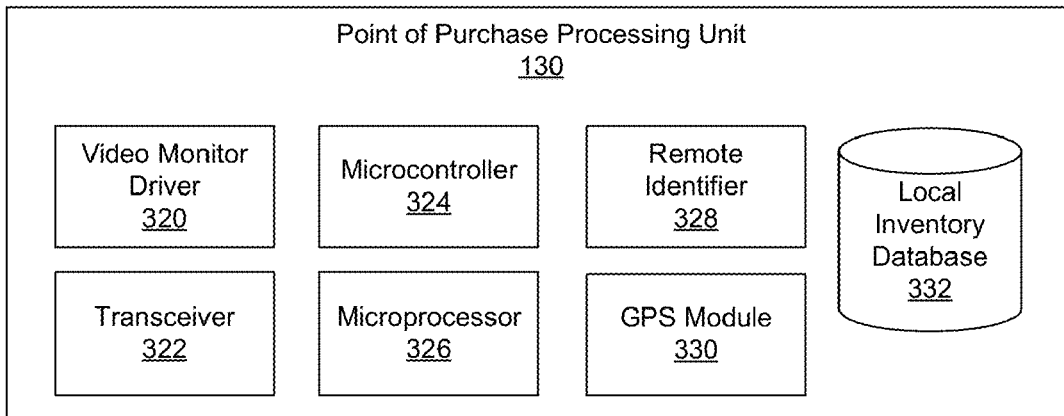 Point of Purchase Processing Unit
130
Video Monitor
Driver
320
Microcontroller
324
Remote
Identifier
328
Local
Inventory
Database
332
Transceiver
322
Microprocessor
326
GPS Module
330